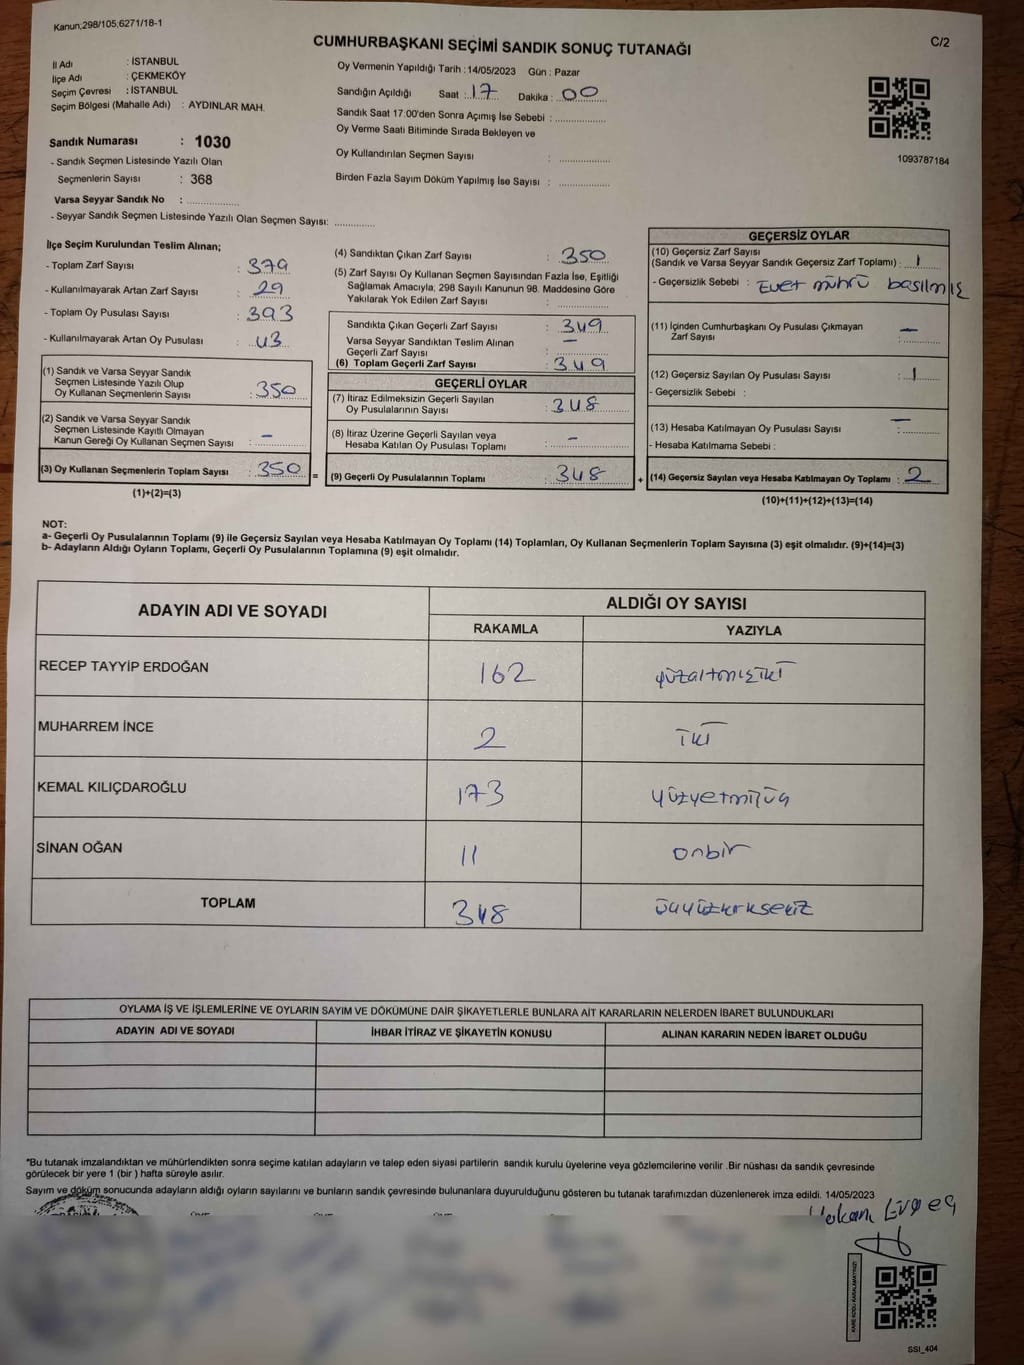 Kanun;298/105;6271/18-1
C/2
CUMHURBAŞKANI SEÇİMİ SANDIK SONUÇ TUTANAĞI
İl Adı : İSTANBUL
İlçe Adı : ÇEKMEKÖY
Seçim Çevresi : İSTANBUL
Seçim Bölgesi (Mahalle Adı) : AYDINLAR MAH.
Sandık Numarası : 1030
- Sandık Seçmen Listesinde Yazılı Olan
Seçmenlerin Sayısı : 368
Varsa Seyyar Sandık No :
- Seyyar Sandık Seçmen Listesinde Yazılı Olan Seçmen Sayısı:
Oy Vermenin Yapıldığı Tarih : 14/05/2023 Gün : Pazar
Sandığın Açıldığı Saat : 17 Dakika : 00
Sandık Saat 17:00'den Sonra Açımış İse Sebebi :
Oy Verme Saati Bitiminde Sırada Bekleyen ve
Oy Kullandırılan Seçmen Sayısı :
Birden Fazla Sayım Döküm Yapılmış İse Sayısı :
1093787184
İlçe Seçim Kurulundan Teslim Alınan;
- Toplam Zarf Sayısı : 379
- Kullanılmayarak Artan Zarf Sayısı : 29
- Toplam Oy Pusulası Sayısı : 393
- Kullanılmayarak Artan Oy Pusulası : 43
(1) Sandık ve Varsa Seyyar Sandık
Seçmen Listesinde Yazılı Olup
Oy Kullanan Seçmenlerin Sayısı : 350
(2) Sandık ve Varsa Seyyar Sandık
Seçmen Listesinde Kayıtlı Olmayan
Kanun Gereği Oy Kullanan Seçmen Sayısı : -
(3) Oy Kullanan Seçmenlerin Toplam Sayısı : 350 =
(1)+(2)=(3)
(4) Sandıktan Çıkan Zarf Sayısı : 350
(5) Zarf Sayısı Oy Kullanan Seçmen Sayısından Fazla İse, Eşitliği
Sağlamak Amacıyla; 298 Sayılı Kanunun 98. Maddesine Göre
Yakılarak Yok Edilen Zarf Sayısı :
Sandıkta Çıkan Geçerli Zarf Sayısı : 349
Varsa Seyyar Sandıktan Teslim Alınan
Geçerli Zarf Sayısı : -
(6) Toplam Geçerli Zarf Sayısı : 349
GEÇERLİ OYLAR
(7) İtiraz Edilmeksizin Geçerli Sayılan
Oy Pusulalarının Sayısı : 348
(8) İtiraz Üzerine Geçerli Sayılan veya
Hesaba Katılan Oy Pusulası Toplamı : -
(9) Geçerli Oy Pusulalarının Toplamı : 348 +
GEÇERSİZ OYLAR
(10) Geçersiz Zarf Sayısı
(Sandık ve Varsa Seyyar Sandık Geçersiz Zarf Toplamı) : 1
- Geçersizlik Sebebi : Evet mührü basılmış
(11) İçinden Cumhurbaşkanı Oy Pusulası Çıkmayan
Zarf Sayısı : -
(12) Geçersiz Sayılan Oy Pusulası Sayısı : 1
- Geçersizlik Sebebi :
(13) Hesaba Katılmayan Oy Pusulası Sayısı : -
- Hesaba Katılmama Sebebi :
(14) Geçersiz Sayılan veya Hesaba Katılmayan Oy Toplamı : 2
(10)+(11)+(12)+(13)=(14)
NOT:
a- Geçerli Oy Pusulalarının Toplamı (9) ile Geçersiz Sayılan veya Hesaba Katılmayan Oy Toplamı (14) Toplamları, Oy Kullanan Seçmenlerin Toplam Sayısına (3) eşit olmalıdır. (9)+(14)=(3)
b- Adayların Aldığı Oyların Toplamı, Geçerli Oy Pusulalarının Toplamına (9) eşit olmalıdır.
ADAYIN ADI VE SOYADI
ALDIĞI OY SAYISI
RAKAMLA YAZIYLA
RECEP TAYYİP ERDOĞAN 162 yüzaltmışiki
MUHARREM İNCE 2 iki
KEMAL KILIÇDAROĞLU 173 yüzyetmişüç
SİNAN OĞAN 11 onbir
TOPLAM 348 üçyüzkırksekiz
OYLAMA İŞ VE İŞLEMLERİNE VE OYLARIN SAYIM VE DÖKÜMÜNE DAİR ŞİKAYETLERLE BUNLARA AİT KARARLARIN NELERDEN İBARET BULUNDUKLARI
ADAYIN ADI VE SOYADI İHBAR İTİRAZ VE ŞİKAYETİN KONUSU ALINAN KARARIN NEDEN İBARET OLDUĞU
*Bu tutanak imzalandıktan ve mühürlendikten sonra seçime katılan adayların ve talep eden siyasi partilerin sandık kurulu üyelerine veya gözlemcilerine verilir .Bir nüshası da sandık çevresinde
görülecek bir yere 1 (bir ) hafta süreyle asılır.
Sayım ve döküm sonucunda adayların aldığı oyların sayılarını ve bunların sandık çevresinde bulunanlara duyurulduğunu gösteren bu tutanak tarafımızdan düzenlenerek imza edildi. 14/05/2023
SSI_404